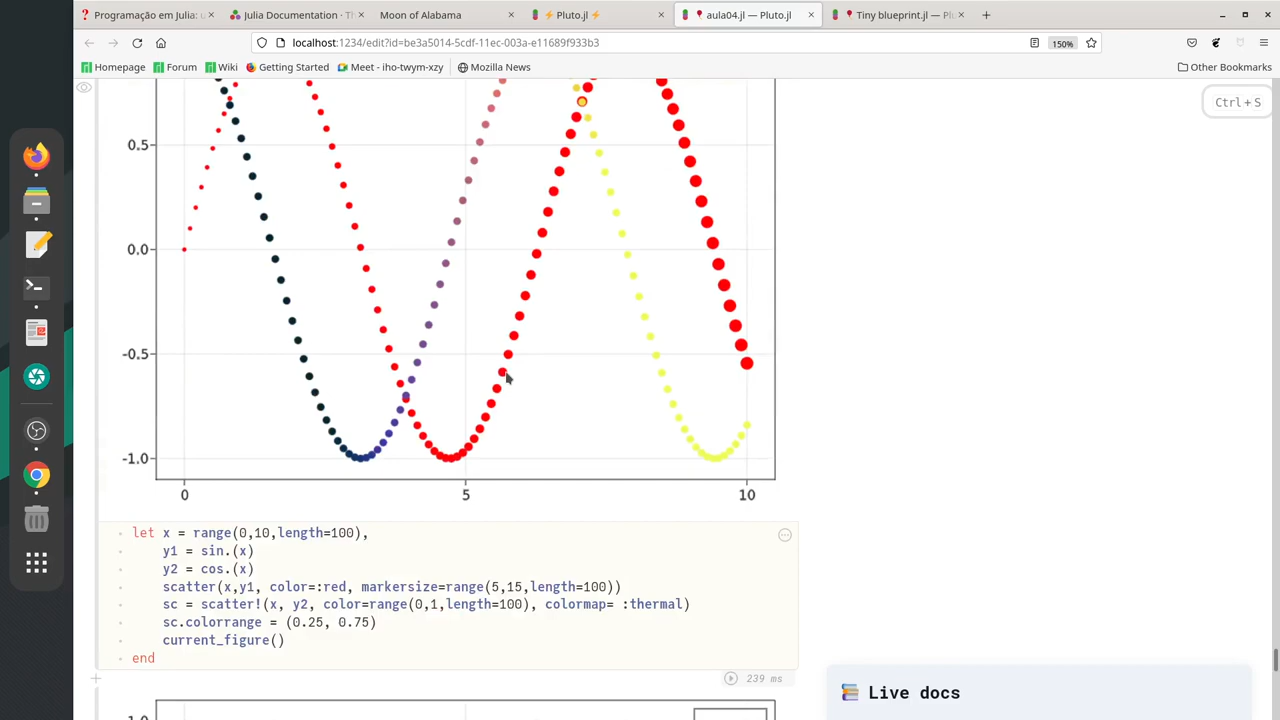 Programação em Julia: u
Julia Documentation · Th
Moon of Alabama
⚡ Pluto.jl ⚡
aula04.jl — Pluto.jl
Tiny blueprint.jl — Plu
localhost:1234/edit?id=be3a5014-5cdf-11ec-003a-e11689f933b3
150%
Homepage
Forum
Wiki
Getting Started
Meet - iho-twym-xzy
Mozilla News
Other Bookmarks
Ctrl + S
0.5
0.0
-0.5
-1.0
0
5
10
let x = range(0,10,length=100),
y1 = sin.(x)
y2 = cos.(x)
scatter(x,y1, color=:red, markersize=range(5,15,length=100))
sc = scatter!(x, y2, color=range(0,1,length=100), colormap= :thermal)
sc.colorrange = (0.25, 0.75)
current_figure()
end
239 ms
1.0
Live docs